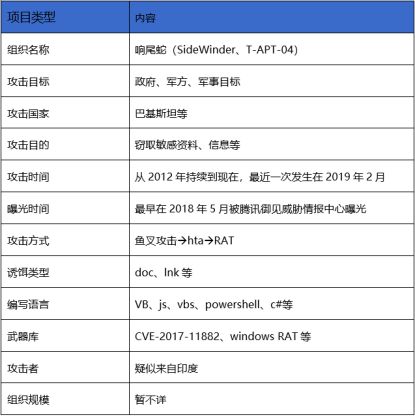 项目类型 内容
组织名称 响尾蛇（SideWinder、T-APT-04）
攻击目标 政府、军方、军事目标
攻击国家 巴基斯坦等
攻击目的 窃取敏感资料、信息等
攻击时间 从 2012 年持续到现在，最近一次发生在 2019 年 2 月
曝光时间 最早在 2018 年 5 月被腾讯御见威胁情报中心曝光
攻击方式 鱼叉攻击→hta→RAT
诱饵类型 doc、lnk 等
编写语言 VB、js、vbs、powershell、c#等
武器库 CVE-2017-11882、windows RAT 等
攻击者 疑似来自印度
组织规模 暂不详